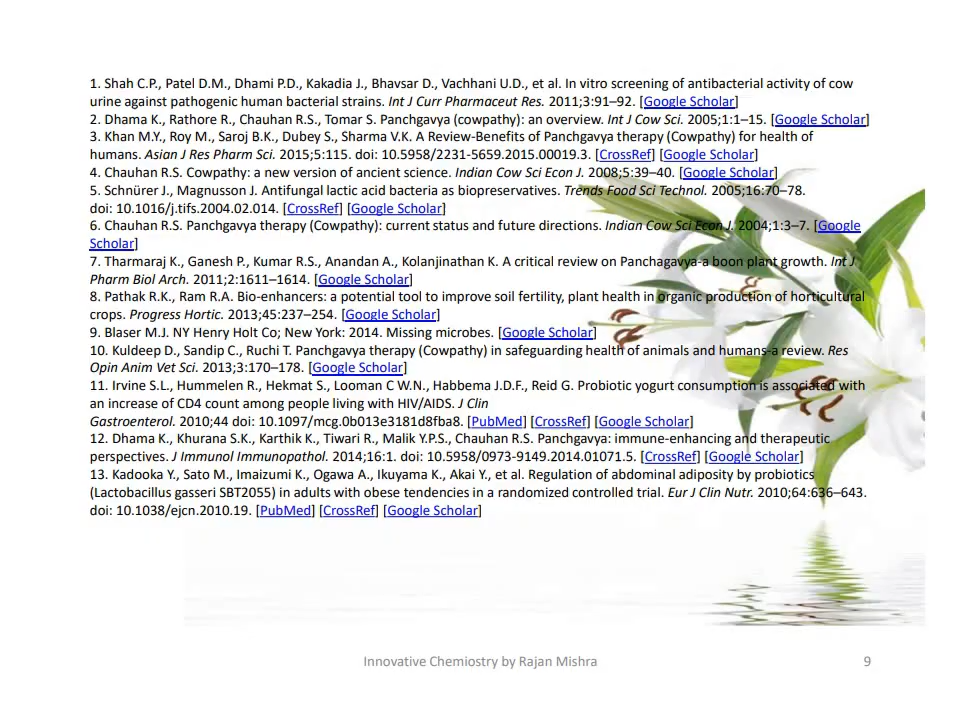 1. Shah C.P., Patel D.M., Dhami P.D., Kakadia J., Bhavsar D., Vachhani U.D., et al. In vitro screening of antibacterial activity of cow
urine against pathogenic human bacterial strains. Int J Curr Pharmaceut Res. 2011;3:91–92. [Google Scholar]
2. Dhama K., Rathore R., Chauhan R.S., Tomar S. Panchgavya (cowpathy): an overview. Int J Cow Sci. 2005;1:1–15. [Google Scholar]
3. Khan M.Y., Roy M., Saroj B.K., Dubey S., Sharma V.K. A Review-Benefits of Panchgavya therapy (Cowpathy) for health of
humans. Asian J Res Pharm Sci. 2015;5:115. doi: 10.5958/2231-5659.2015.00019.3. [CrossRef] [Google Scholar]
4. Chauhan R.S. Cowpathy: a new version of ancient science. Indian Cow Sci Econ J. 2008;5:39–40. [Google Scholar]
5. Schnürer J., Magnusson J. Antifungal lactic acid bacteria as biopreservatives. Trends Food Sci Technol. 2005;16:70–78.
doi: 10.1016/j.tifs.2004.02.014. [CrossRef] [Google Scholar]
6. Chauhan R.S. Panchgavya therapy (Cowpathy): current status and future directions. Indian Cow Sci Econ J. 2004;1:3–7. [Google
Scholar]
7. Tharmaraj K., Ganesh P., Kumar R.S., Anandan A., Kolanjinathan K. A critical review on Panchagavya-a boon plant growth. Int J
Pharm Biol Arch. 2011;2:1611–1614. [Google Scholar]
8. Pathak R.K., Ram R.A. Bio-enhancers: a potential tool to improve soil fertility, plant health in organic production of horticultural
crops. Progress Hortic. 2013;45:237–254. [Google Scholar]
9. Blaser M.J. NY Henry Holt Co; New York: 2014. Missing microbes. [Google Scholar]
10. Kuldeep D., Sandip C., Ruchi T. Panchgavya therapy (Cowpathy) in safeguarding health of animals and humans-a review. Res
Opin Anim Vet Sci. 2013;3:170–178. [Google Scholar]
11. Irvine S.L., Hummelen R., Hekmat S., Looman C W.N., Habbema J.D.F., Reid G. Probiotic yogurt consumption is associated with
an increase of CD4 count among people living with HIV/AIDS. J Clin
Gastroenterol. 2010;44 doi: 10.1097/mcg.0b013e3181d8fba8. [PubMed] [CrossRef] [Google Scholar]
12. Dhama K., Khurana S.K., Karthik K., Tiwari R., Malik Y.P.S., Chauhan R.S. Panchgavya: immune-enhancing and therapeutic
perspectives. J Immunol Immunopathol. 2014;16:1. doi: 10.5958/0973-9149.2014.01071.5. [CrossRef] [Google Scholar]
13. Kadooka Y., Sato M., Imaizumi K., Ogawa A., Ikuyama K., Akai Y., et al. Regulation of abdominal adiposity by probiotics
(Lactobacillus gasseri SBT2055) in adults with obese tendencies in a randomized controlled trial. Eur J Clin Nutr. 2010;64:636–643.
doi: 10.1038/ejcn.2010.19. [PubMed] [CrossRef] [Google Scholar]
Innovative Chemiostry by Rajan Mishra
9